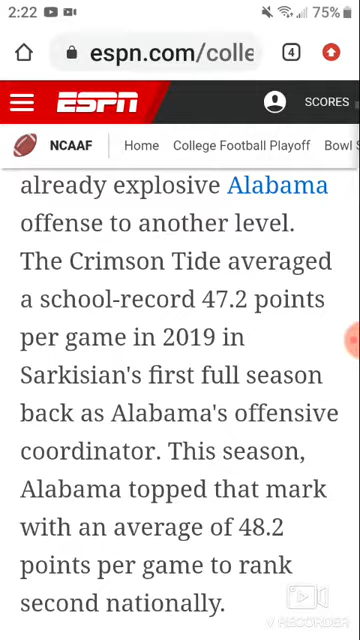 2:22 75%
espn.com/colle 4
ESPN SCORES
NCAAF Home College Football Playoff Bowl S
already explosive Alabama
offense to another level.
The Crimson Tide averaged
a school-record 47.2 points
per game in 2019 in
Sarkisian's first full season
back as Alabama's offensive
coordinator. This season,
Alabama topped that mark
with an average of 48.2
points per game to rank
second nationally.
V RECORDER